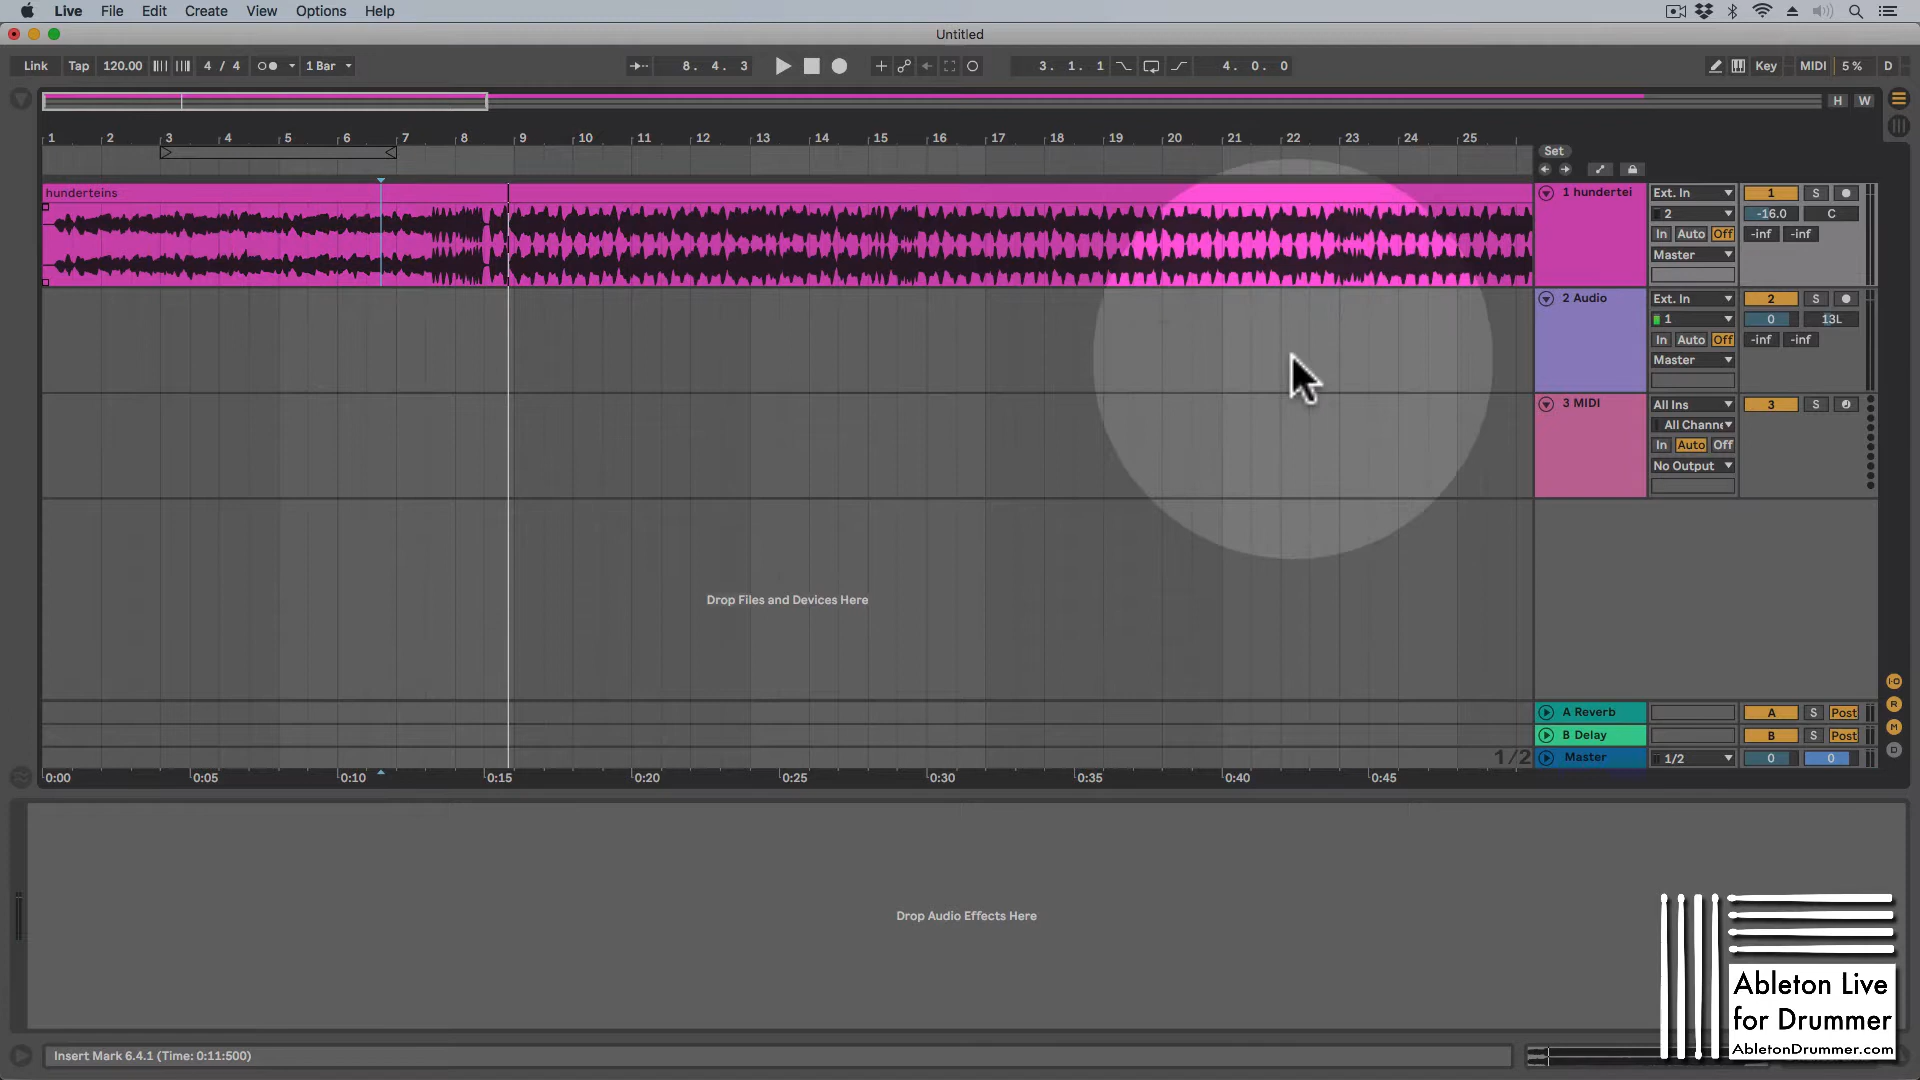 Live File Edit Create View Options Help
Untitled
Link Tap 120.00 4 / 4 1 Bar 8. 4. 3 3. 1. 1 4. 0. 0 Key MIDI 5 % D
H W
1 2 3 4 5 6 7 8 9 10 11 12 13 14 15 16 17 18 19 20 21 22 23 24 25
Set
hunderteins
1 hundertei Ext. In 1 S
2 -16.0 C
In Auto Off -inf -inf
Master
2 Audio Ext. In 2 S
1 0 13L
In Auto Off -inf -inf
Master
3 MIDI All Ins 3 S
All Channe
In Auto Off
No Output
Drop Files and Devices Here
A Reverb A S Post
B Delay B S Post
1/2 Master 1/2 0 0
0:00 0:05 0:10 0:15 0:20 0:25 0:30 0:35 0:40 0:45
I-O
R
M
D
Drop Audio Effects Here
Ableton Live
for Drummer
AbletonDrummer.com
Insert Mark 6.4.1 (Time: 0:11:500)